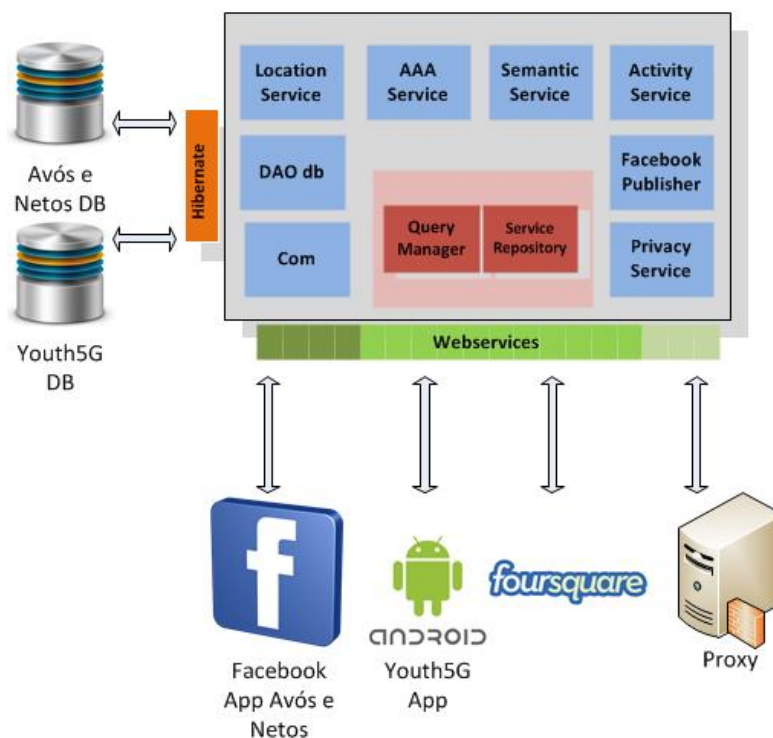 Location
Service
AAA
Service
Semantic
Service
Activity
Service
Avós e
Netos DB
Hibernate
DAO db
Facebook
Publisher
Query
Manager
Service
Repository
Com
Privacy
Service
Youth5G
DB
Webservices
f
foursquare
ANDROID
Facebook
App Avós e
Netos
Youth5G
App
Proxy